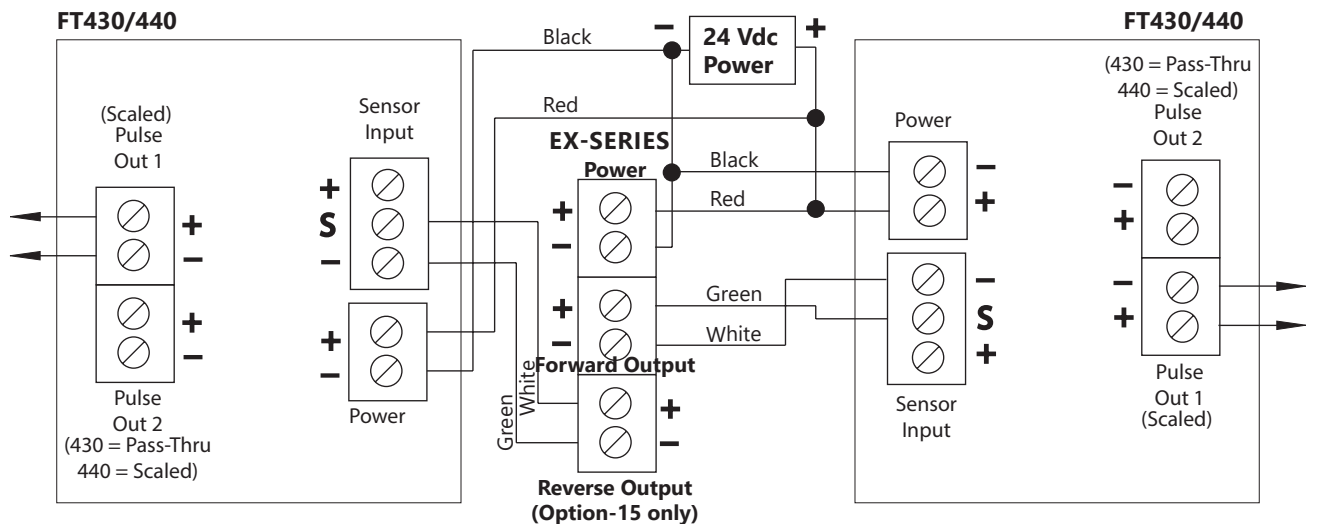 FT430/440
FT430/440
Black
−
24 Vdc
Power
+
(430 = Pass-Thru
440 = Scaled)
Pulse
Out 2
(Scaled)
Pulse
Out 1
Sensor
Input
Red
EX-SERIES
Power
Black
Red
Power
−
+
−
+
+
S
−
+
−
+
−
+
−
Green
White
Forward Output
+
−
−
S
+
−
+
+
−
+
−
Pulse
Out 2
(430 = Pass-Thru
440 = Scaled)
Power
Green
White
+
−
Reverse Output
(Option-15 only)
Sensor
Input
Pulse
Out 1
(Scaled)